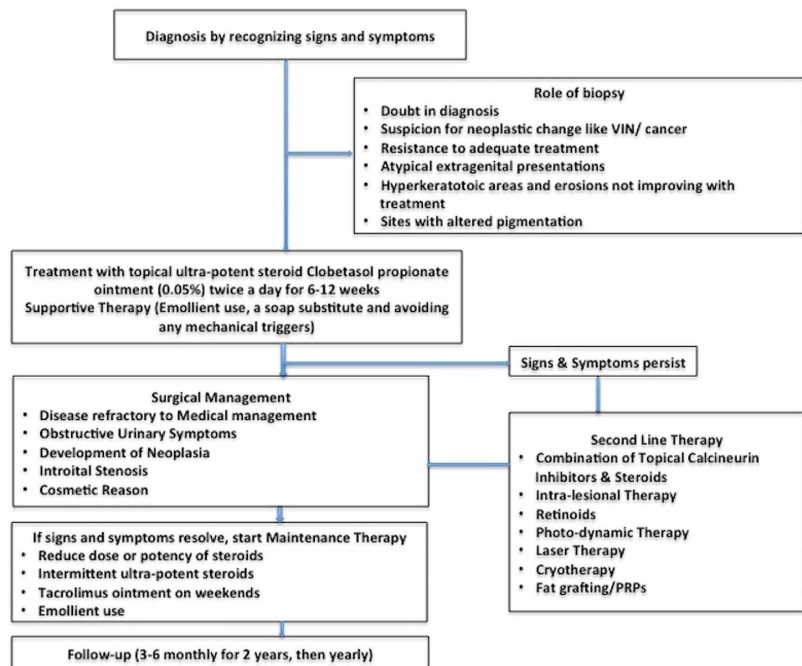 Diagnosis by recognizing signs and symptoms
Role of biopsy
• Doubt in diagnosis
• Suspicion for neoplastic change like VIN/ cancer
• Resistance to adequate treatment
• Atypical extragenital presentations
• Hyperkeratotoic areas and erosions not improving with
treatment
• Sites with altered pigmentation
Treatment with topical ultra-potent steroid Clobetasol propionate
ointment (0.05%) twice a day for 6-12 weeks
Supportive Therapy (Emollient use, a soap substitute and avoiding
any mechanical triggers)
Signs & Symptoms persist
Surgical Management
• Disease refractory to Medical management
• Obstructive Urinary Symptoms
• Development of Neoplasia
• Introital Stenosis
• Cosmetic Reason
Second Line Therapy
• Combination of Topical Calcineurin
Inhibitors & Steroids
• Intra-lesional Therapy
• Retinoids
• Photo-dynamic Therapy
• Laser Therapy
• Cryotherapy
• Fat grafting/PRPs
If signs and symptoms resolve, start Maintenance Therapy
• Reduce dose or potency of steroids
• Intermittent ultra-potent steroids
• Tacrolimus ointment on weekends
• Emollient use
Follow-up (3-6 monthly for 2 years, then yearly)